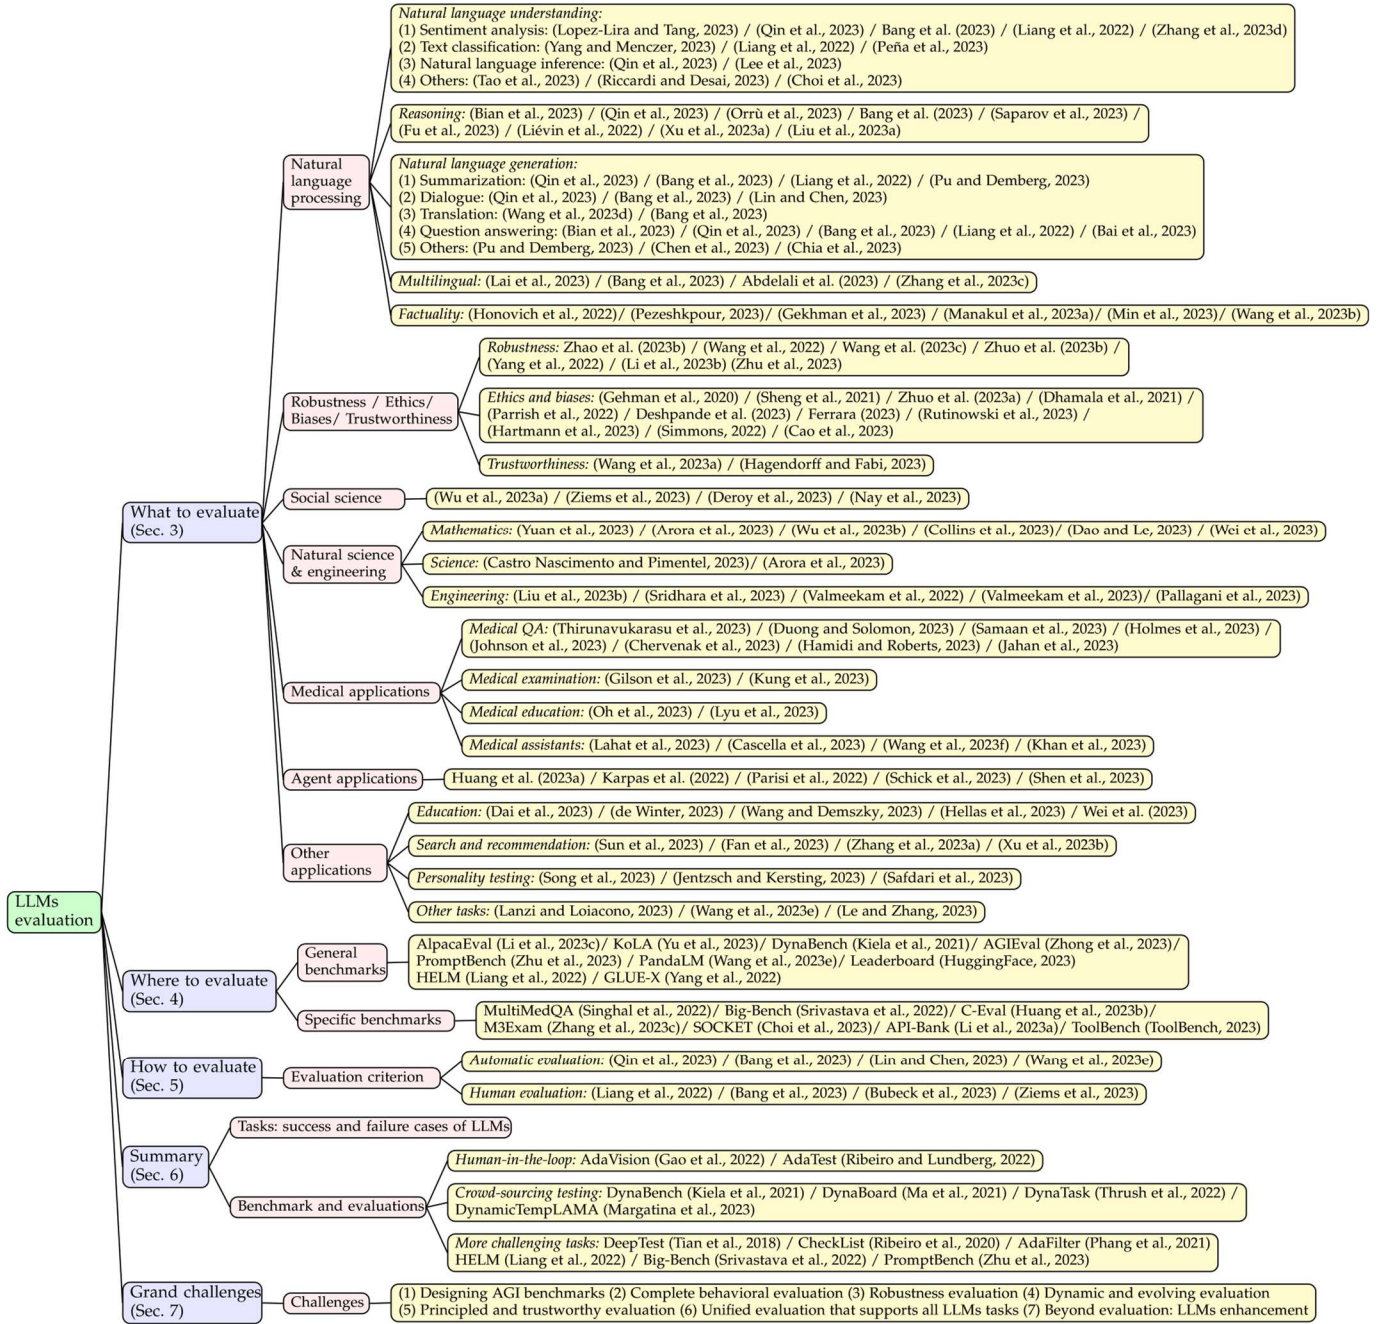 Natural language understanding:
(1) Sentiment analysis: (Lopez-Lira and Tang, 2023) / (Qin et al., 2023) / Bang et al. (2023) / (Liang et al., 2022) / (Zhang et al., 2023d)
(2) Text classification: (Yang and Menczer, 2023) / (Liang et al., 2022) / (Peña et al., 2023)
(3) Natural language inference: (Qin et al., 2023) / (Lee et al., 2023)
(4) Others: (Tao et al., 2023) / (Riccardi and Desai, 2023) / (Choi et al., 2023)
Reasoning: (Bian et al., 2023) / (Qin et al., 2023) / (Orrù et al., 2023) / Bang et al. (2023) / (Saparov et al., 2023) /
(Fu et al., 2023) / (Liévin et al., 2022) / (Xu et al., 2023a) / (Liu et al., 2023a)
Natural
language
processing
Natural language generation:
(1) Summarization: (Qin et al., 2023) / (Bang et al., 2023) / (Liang et al., 2022) / (Pu and Demberg, 2023)
(2) Dialogue: (Qin et al., 2023) / (Bang et al., 2023) / (Lin and Chen, 2023)
(3) Translation: (Wang et al., 2023d) / (Bang et al., 2023)
(4) Question answering: (Bian et al., 2023) / (Qin et al., 2023) / (Bang et al., 2023) / (Liang et al., 2022) / (Bai et al., 2023)
(5) Others: (Pu and Demberg, 2023) / (Chen et al., 2023) / (Chia et al., 2023)
Multilingual: (Lai et al., 2023) / (Bang et al., 2023) / Abdelali et al. (2023) / (Zhang et al., 2023c)
Factuality: (Honovich et al., 2022)/ (Pezeshkpour, 2023)/ (Gekhman et al., 2023) / (Manakul et al., 2023a)/ (Min et al., 2023)/ (Wang et al., 2023b)
Robustness / Ethics/
Biases/ Trustworthiness
Robustness: Zhao et al. (2023b) / (Wang et al., 2022) / Wang et al. (2023c) / Zhuo et al. (2023b) /
(Yang et al., 2022) / (Li et al., 2023b) (Zhu et al., 2023)
Ethics and biases: (Gehman et al., 2020) / (Sheng et al., 2021) / Zhuo et al. (2023a) / (Dhamala et al., 2021) /
(Parrish et al., 2022) / Deshpande et al. (2023) / Ferrara (2023) / (Rutinowski et al., 2023) /
(Hartmann et al., 2023) / (Simmons, 2022) / (Cao et al., 2023)
Trustworthiness: (Wang et al., 2023a) / (Hagendorff and Fabi, 2023)
What to evaluate
(Sec. 3)
Social science
(Wu et al., 2023a) / (Ziems et al., 2023) / (Deroy et al., 2023) / (Nay et al., 2023)
Natural science
& engineering
Mathematics: (Yuan et al., 2023) / (Arora et al., 2023) / (Wu et al., 2023b) / (Collins et al., 2023)/ (Dao and Le, 2023) / (Wei et al., 2023)
Science: (Castro Nascimento and Pimentel, 2023)/ (Arora et al., 2023)
Engineering: (Liu et al., 2023b) / (Sridhara et al., 2023) / (Valmeekam et al., 2022) / (Valmeekam et al., 2023)/ (Pallagani et al., 2023)
Medical applications
Medical QA: (Thirunavukarasu et al., 2023) / (Duong and Solomon, 2023) / (Samaan et al., 2023) / (Holmes et al., 2023) /
(Johnson et al., 2023) / (Chervenak et al., 2023) / (Hamidi and Roberts, 2023) / (Jahan et al., 2023)
Medical examination: (Gilson et al., 2023) / (Kung et al., 2023)
Medical education: (Oh et al., 2023) / (Lyu et al., 2023)
Medical assistants: (Lahat et al., 2023) / (Cascella et al., 2023) / (Wang et al., 2023f) / (Khan et al., 2023)
Agent applications
Huang et al. (2023a) / Karpas et al. (2022) / (Parisi et al., 2022) / (Schick et al., 2023) / (Shen et al., 2023)
Other
applications
Education: (Dai et al., 2023) / (de Winter, 2023) / (Wang and Demszky, 2023) / (Hellas et al., 2023) / Wei et al. (2023)
Search and recommendation: (Sun et al., 2023) / (Fan et al., 2023) / (Zhang et al., 2023a) / (Xu et al., 2023b)
Personality testing: (Song et al., 2023) / (Jentzsch and Kersting, 2023) / (Safdari et al., 2023)
Other tasks: (Lanzi and Loiacono, 2023) / (Wang et al., 2023e) / (Le and Zhang, 2023)
LLMs
evaluation
Where to evaluate
(Sec. 4)
General
benchmarks
AlpacaEval (Li et al., 2023c)/ KoLA (Yu et al., 2023)/ DynaBench (Kiela et al., 2021)/ AGIEval (Zhong et al., 2023)/
PromptBench (Zhu et al., 2023) / PandaLM (Wang et al., 2023e)/ Leaderboard (HuggingFace, 2023)
HELM (Liang et al., 2022) / GLUE-X (Yang et al., 2022)
Specific benchmarks
MultiMedQA (Singhal et al., 2022)/ Big-Bench (Srivastava et al., 2022)/ C-Eval (Huang et al., 2023b)/
M3Exam (Zhang et al., 2023c)/ SOCKET (Choi et al., 2023)/ API-Bank (Li et al., 2023a)/ ToolBench (ToolBench, 2023)
How to evaluate
(Sec. 5)
Evaluation criterion
Automatic evaluation: (Qin et al., 2023) / (Bang et al., 2023) / (Lin and Chen, 2023) / (Wang et al., 2023e)
Human evaluation: (Liang et al., 2022) / (Bang et al., 2023) / (Bubeck et al., 2023) / (Ziems et al., 2023)
Summary
(Sec. 6)
Tasks: success and failure cases of LLMs
Benchmark and evaluations
Human-in-the-loop: AdaVision (Gao et al., 2022) / AdaTest (Ribeiro and Lundberg, 2022)
Crowd-sourcing testing: DynaBench (Kiela et al., 2021) / DynaBoard (Ma et al., 2021) / DynaTask (Thrush et al., 2022) /
DynamicTempLAMA (Margatina et al., 2023)
More challenging tasks: DeepTest (Tian et al., 2018) / CheckList (Ribeiro et al., 2020) / AdaFilter (Phang et al., 2021)
HELM (Liang et al., 2022) / Big-Bench (Srivastava et al., 2022) / PromptBench (Zhu et al., 2023)
Grand challenges
(Sec. 7)
Challenges
(1) Designing AGI benchmarks (2) Complete behavioral evaluation (3) Robustness evaluation (4) Dynamic and evolving evaluation
(5) Principled and trustworthy evaluation (6) Unified evaluation that supports all LLMs tasks (7) Beyond evaluation: LLMs enhancement